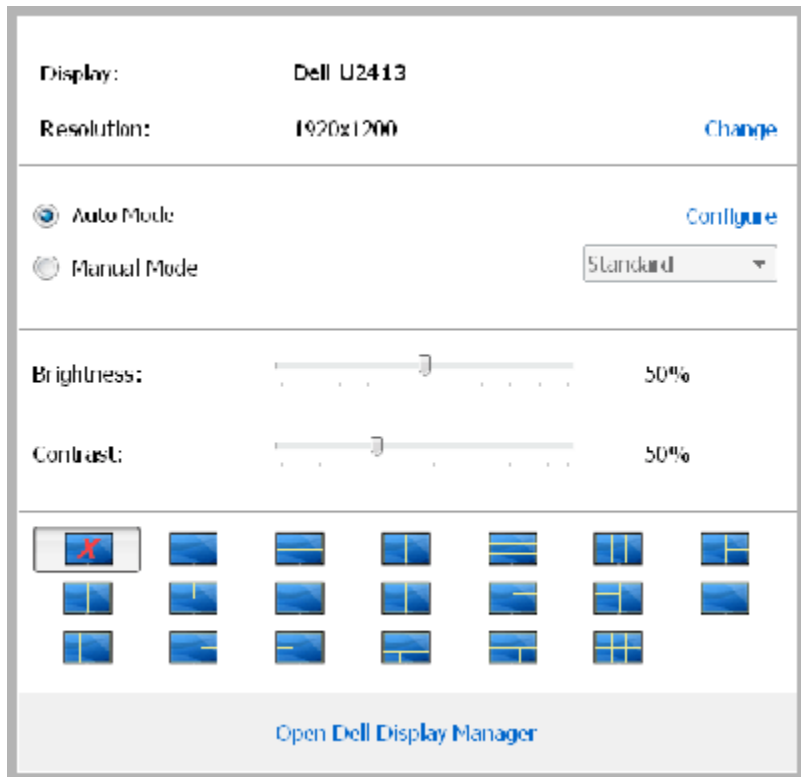 Display: Dell U2413
Resolution: 1920x1200 Change
Auto Mode Configure
Manual Mode Standard
Brightness: 50%
Contrast: 50%
Open Dell Display Manager